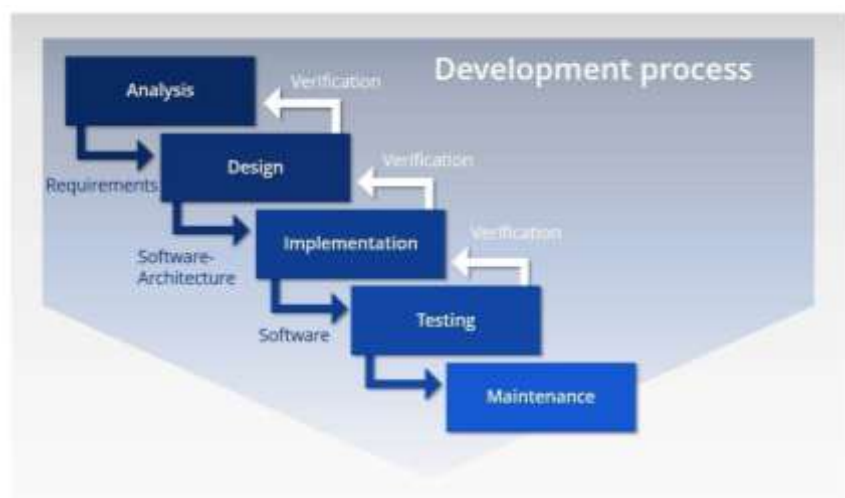 Development process
Analysis
Verification
Requirements
Design
Verification
Software-
Architecture
Implementation
Verification
Software
Testing
Maintenance